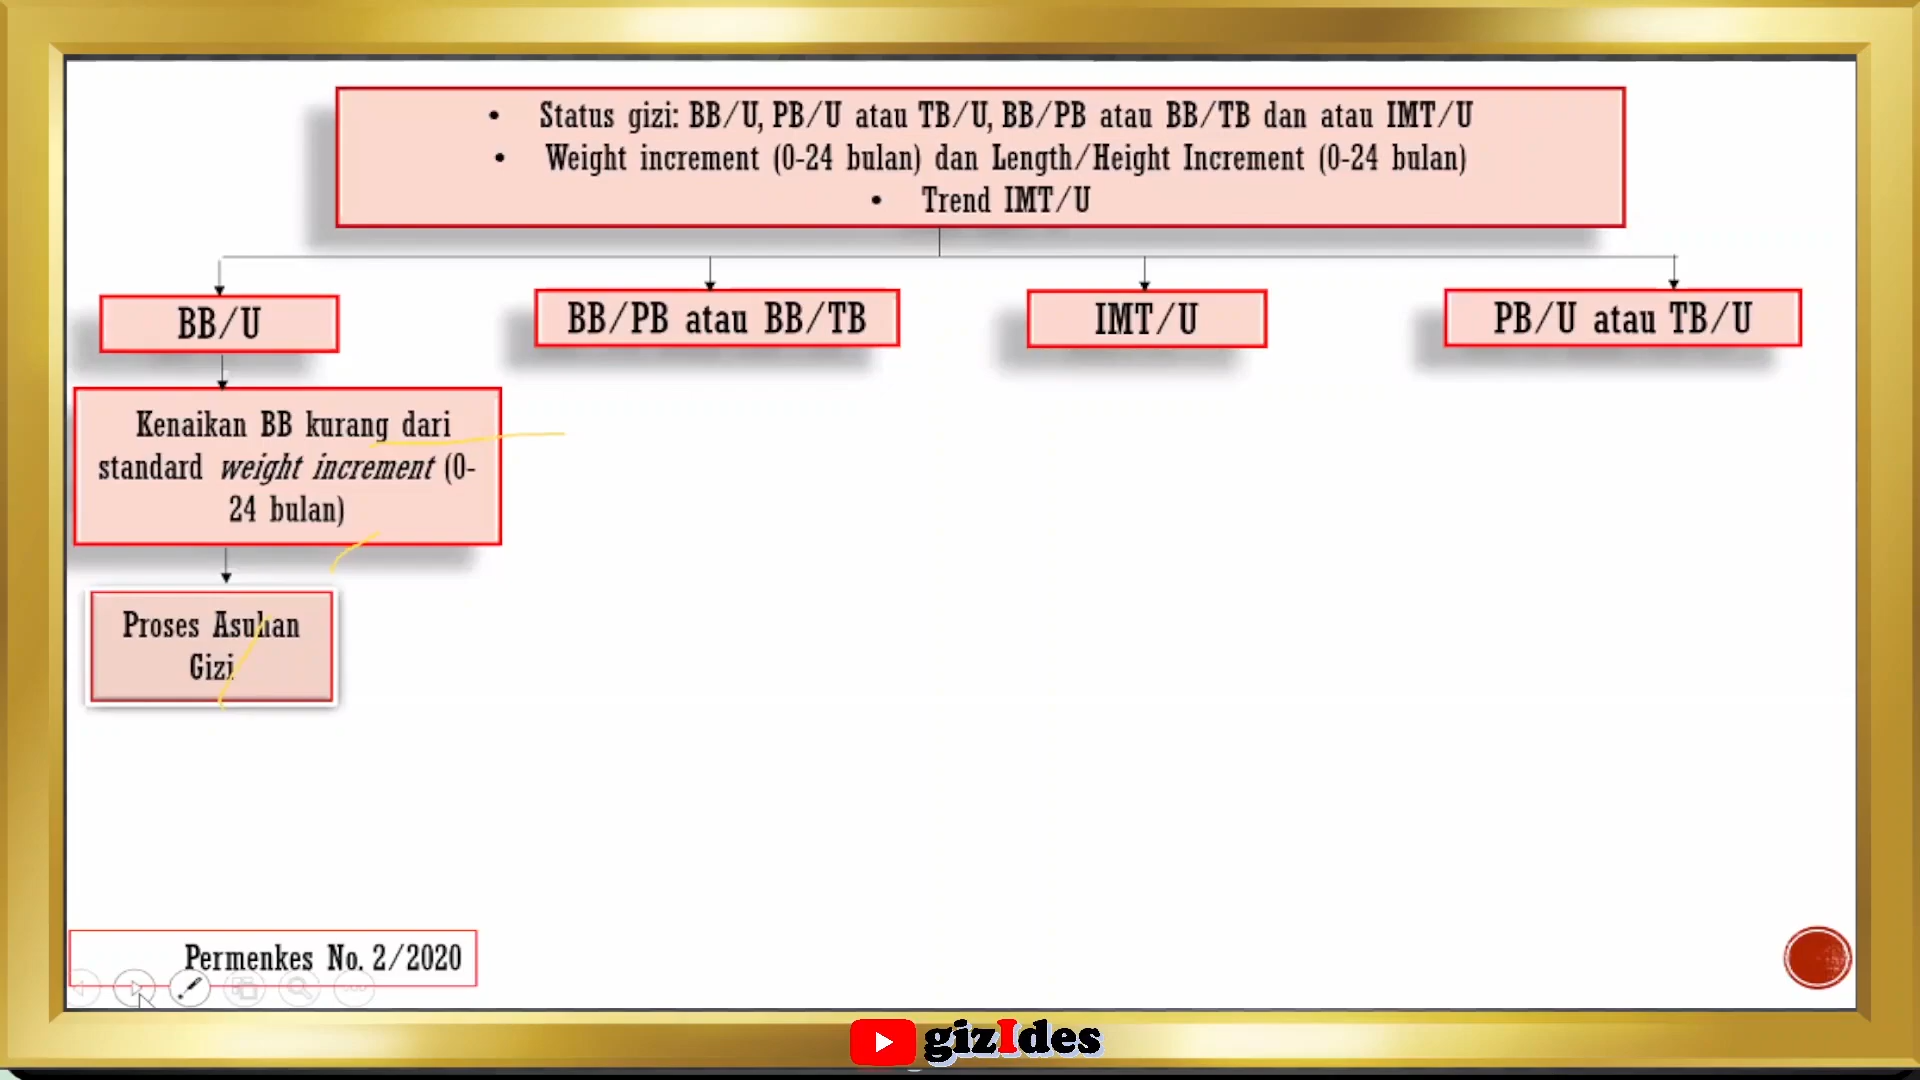 • Status gizi: BB/U, PB/U atau TB/U, BB/PB atau BB/TB dan atau IMT/U
• Weight increment (0-24 bulan) dan Length/Height Increment (0-24 bulan)
• Trend IMT/U
BB/U
BB/PB atau BB/TB
IMT/U
PB/U atau TB/U
Kenaikan BB kurang dari
standard weight increment (0-
24 bulan)
Proses Asuhan
Gizi
Permenkes No. 2/2020
gizIdes